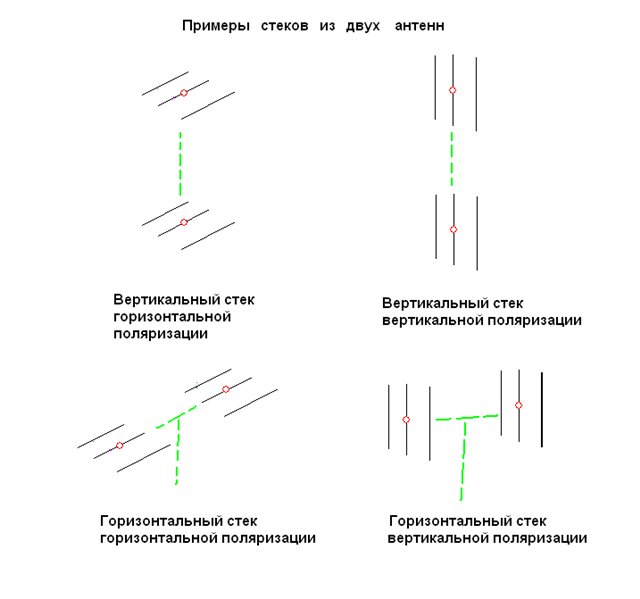 Примеры стеков из двух антенн
Вертикальный стек
горизонтальной
поляризации
Вертикальный стек
вертикальной поляризации
Горизонтальный стек
горизонтальной поляризации
Горизонтальный стек
вертикальной поляризации